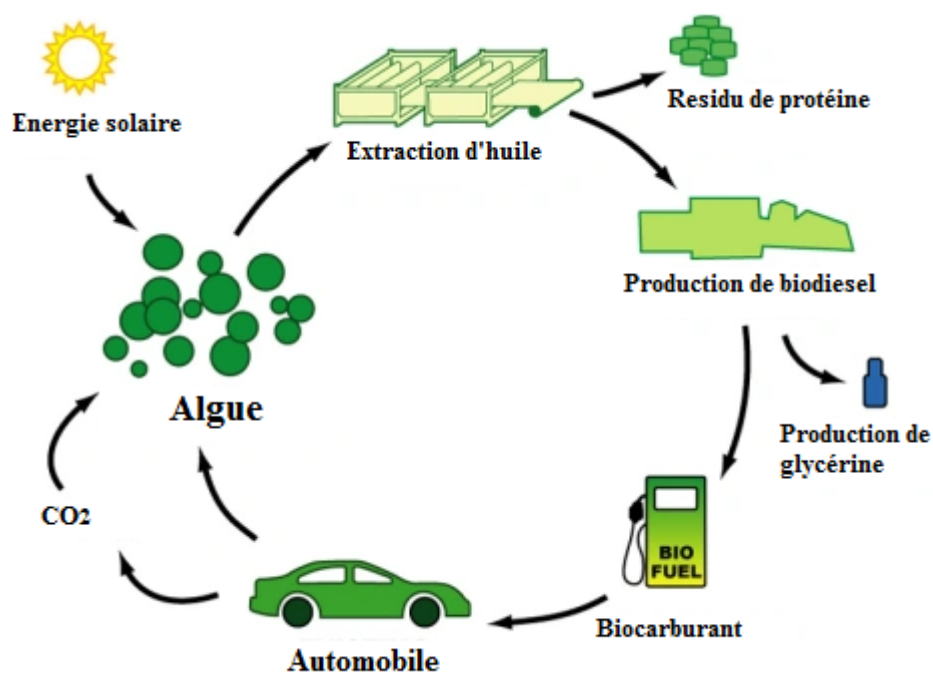 Energie solaire
Extraction d'huile
Residu de protéine
Production de biodiesel
Production de
glycérine
BIO
FUEL
Biocarburant
Automobile
CO2
Algue